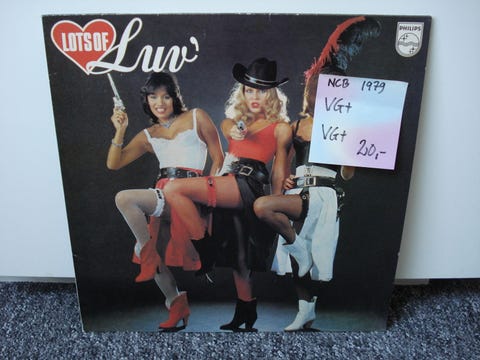 LOTS OF
Luv'
PHILIPS
NCB 1979
VG+
VG+
20,-